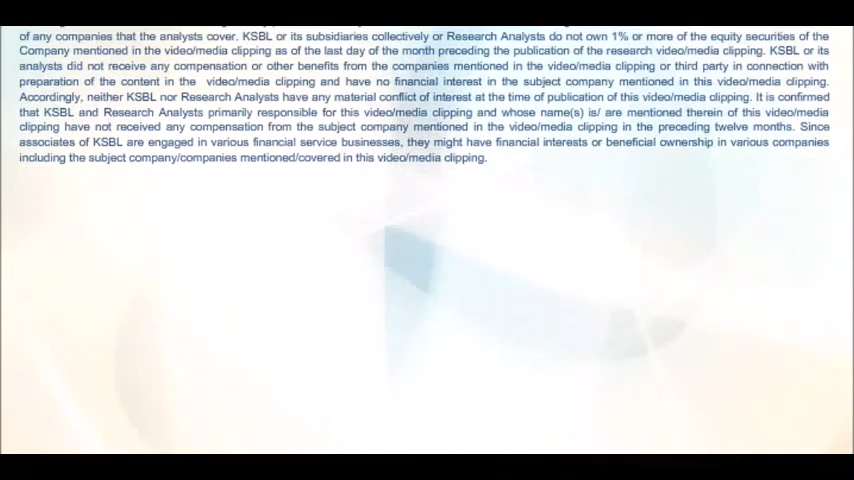 of any companies that the analysts cover. KSBL or its subsidiaries collectively or Research Analysts do not own 1% or more of the equity securities of the
Company mentioned in the video/media clipping as of the last day of the month preceding the publication of the research video/media clipping. KSBL or its
analysts did not receive any compensation or other benefits from the companies mentioned in the video/media clipping or third party in connection with
preparation of the content in the video/media clipping and have no financial interest in the subject company mentioned in this video/media clipping.
Accordingly, neither KSBL nor Research Analysts have any material conflict of interest at the time of publication of this video/media clipping. It is confirmed
that KSBL and Research Analysts primarily responsible for this video/media clipping and whose name(s) is/ are mentioned therein of this video/media
clipping have not received any compensation from the subject company mentioned in the video/media clipping in the preceding twelve months. Since
associates of KSBL are engaged in various financial service businesses, they might have financial interests or beneficial ownership in various companies
including the subject company/companies mentioned/covered in this video/media clipping.